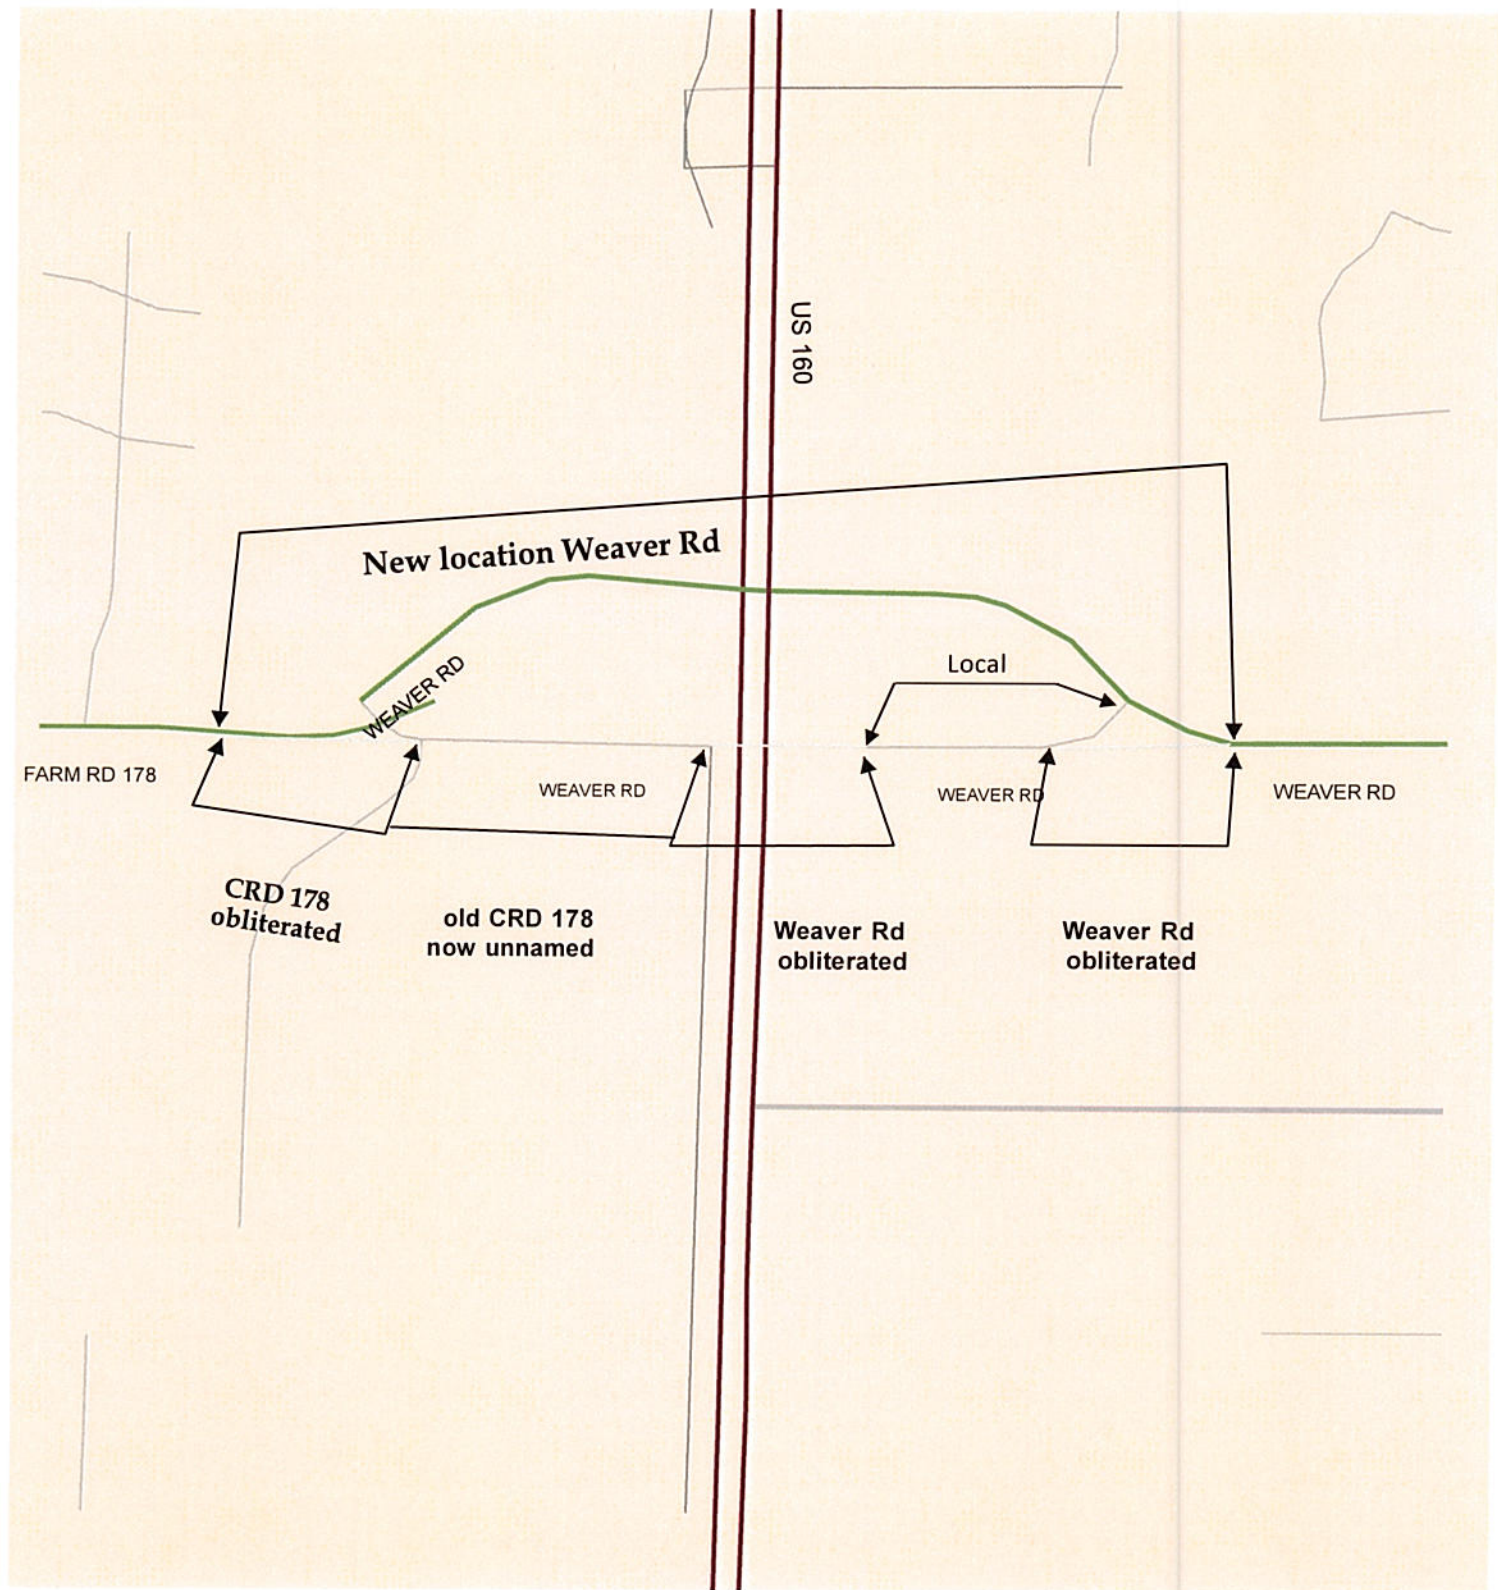 US 160
New location Weaver Rd
Local
WEAVER RD
FARM RD 178
WEAVER RD
WEAVER RD
WEAVER RD
CRD 178
obliterated
old CRD 178
now unnamed
Weaver Rd
obliterated
Weaver Rd
obliterated